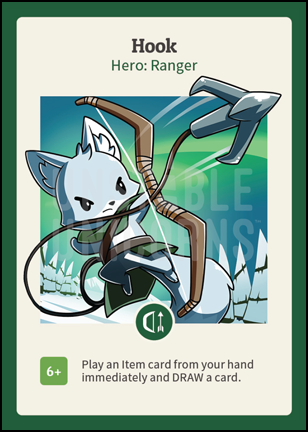 Hook
Hero: Ranger
6+
Play an Item card from your hand
immediately and DRAW a card.